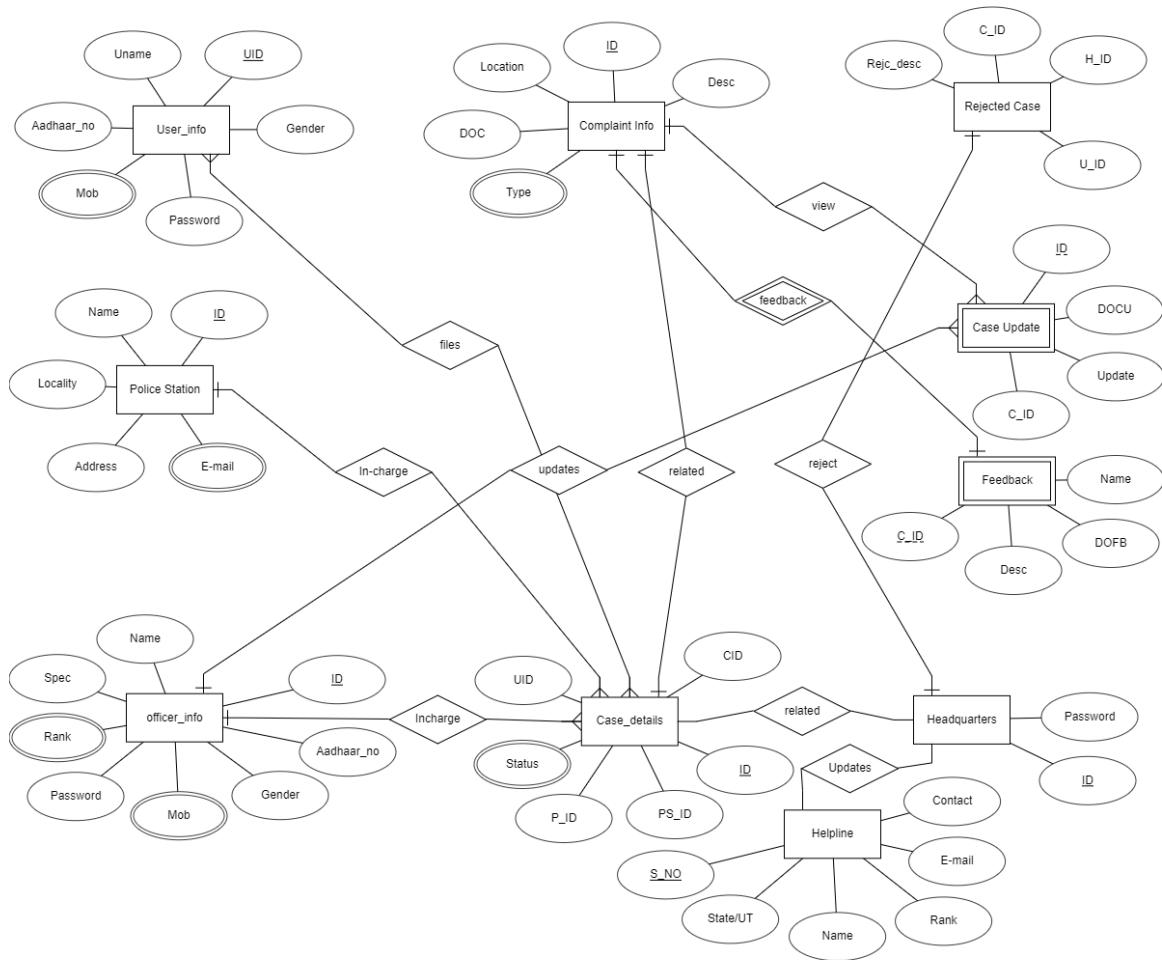 C_ID
ID
Uname
UID
Rejc_desc
H_ID
Location
Desc
Rejected Case
Aadhaar_no
User_info
Gender
DOC
Complaint Info
U_ID
Mob
Type
Password
view
ID
feedback
DOCU
Name
ID
Case Update
files
Update
Police Station
Locality
C_ID
Address
E-mail
In-charge
updates
related
reject
Feedback
Name
C_ID
DOFB
Desc
Name
CID
Spec
ID
UID
officer_info
Incharge
Case_details
related
Headquarters
Password
Rank
Aadhaar_no
Status
ID
Updates
ID
Password
Gender
Mob
P_ID
PS_ID
Contact
Helpline
E-mail
S_NO
State/UT
Name
Rank